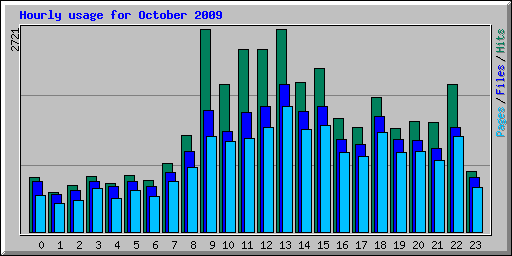 Hourly usage for October 2009
2721
Pages/Files/Hits
0 1 2 3 4 5 6 7 8 9 10 11 12 13 14 15 16 17 18 19 20 21 22 23